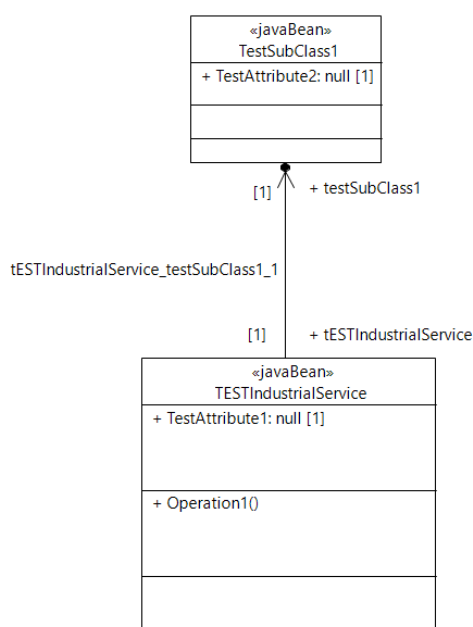 «javaBean»
TestSubClass1
+ TestAttribute2: null [1]
[1]
+ testSubClass1
tESTIndustrialService_testSubClass1_1
[1]
+ tESTIndustrialService
«javaBean»
TESTIndustrialService
+ TestAttribute1: null [1]
+ Operation1()